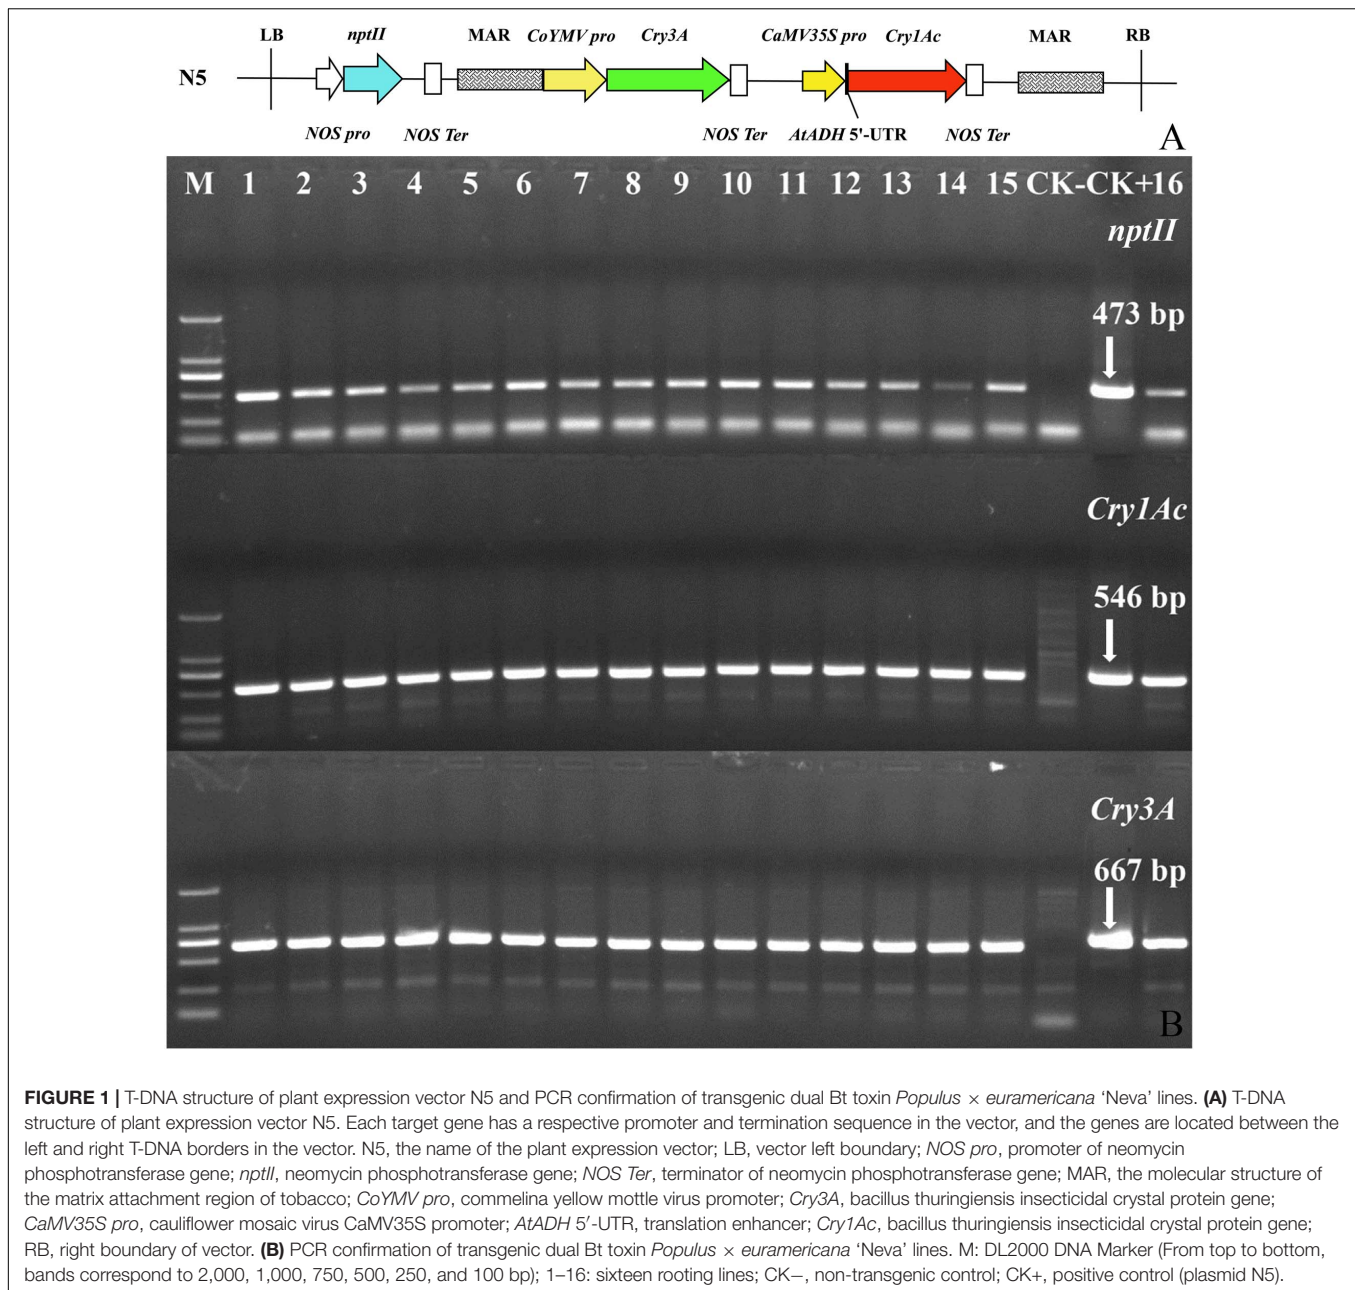 LB nptII MAR CoYMV pro Cry3A CaMV35S pro Cry1Ac MAR RB
N5
NOS pro NOS Ter NOS Ter AtADH 5'-UTR NOS Ter
A
M 1 2 3 4 5 6 7 8 9 10 11 12 13 14 15 CK- CK+ 16
nptII
473 bp
Cry1Ac
546 bp
Cry3A
667 bp
B
FIGURE 1 | T-DNA structure of plant expression vector N5 and PCR confirmation of transgenic dual Bt toxin Populus × euramericana ‘Neva’ lines. (A) T-DNA
structure of plant expression vector N5. Each target gene has a respective promoter and termination sequence in the vector, and the genes are located between the
left and right T-DNA borders in the vector. N5, the name of the plant expression vector; LB, vector left boundary; NOS pro, promoter of neomycin
phosphotransferase gene; nptII, neomycin phosphotransferase gene; NOS Ter, terminator of neomycin phosphotransferase gene; MAR, the molecular structure of
the matrix attachment region of tobacco; CoYMV pro, commelina yellow mottle virus promoter; Cry3A, bacillus thuringiensis insecticidal crystal protein gene;
CaMV35S pro, cauliflower mosaic virus CaMV35S promoter; AtADH 5′-UTR, translation enhancer; Cry1Ac, bacillus thuringiensis insecticidal crystal protein gene;
RB, right boundary of vector. (B) PCR confirmation of transgenic dual Bt toxin Populus × euramericana ‘Neva’ lines. M: DL2000 DNA Marker (From top to bottom,
bands correspond to 2,000, 1,000, 750, 500, 250, and 100 bp); 1–16: sixteen rooting lines; CK−, non-transgenic control; CK+, positive control (plasmid N5).